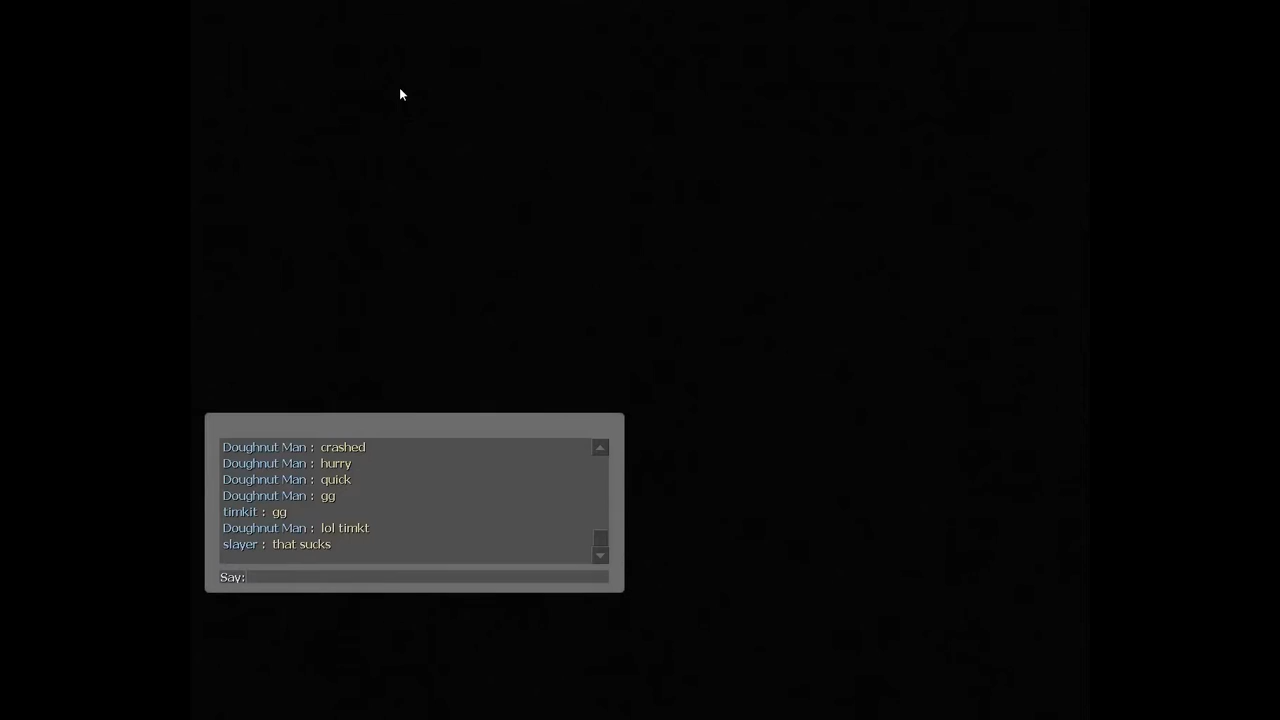 Doughnut Man : crashed
Doughnut Man : hurry
Doughnut Man : quick
Doughnut Man : gg
timkit : gg
Doughnut Man : lol timkt
slayer : that sucks
Say: